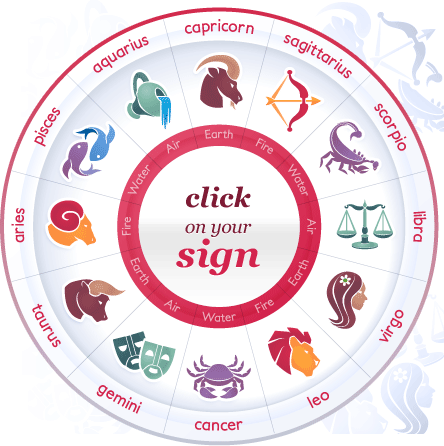 capricorn
sagittarius
scorpio
libra
virgo
leo
cancer
gemini
taurus
aries
pisces
aquarius
Earth
Fire
Water
Air
Earth
Fire
Water
Air
Earth
Fire
Water
Air
click
on your
sign